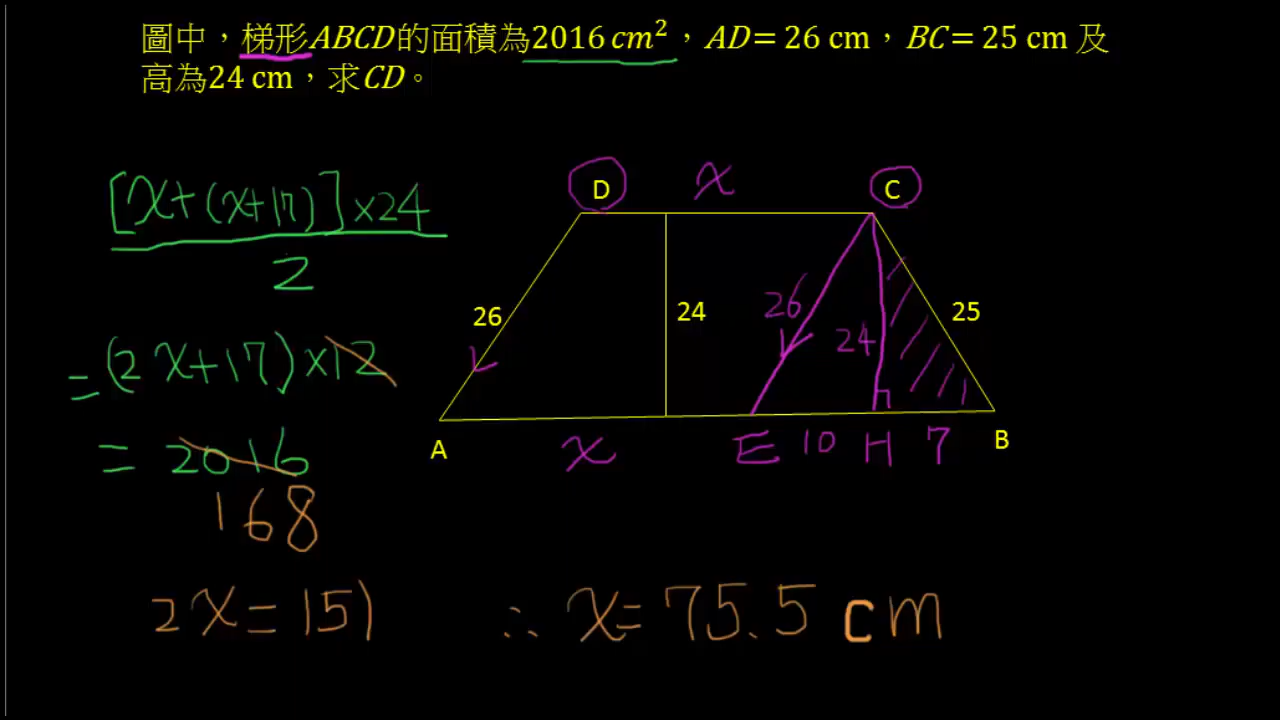 圖中，梯形ABCD的面積為2016 cm²，AD = 26 cm，BC = 25 cm 及
高為24 cm，求CD。
D x C
[x+(x+17)]×24
2
26 24 26 24 25
=(2x+17)×12
A x E 10 H 7 B
= 2016
168
2x=151 ∴ x=75.5 cm